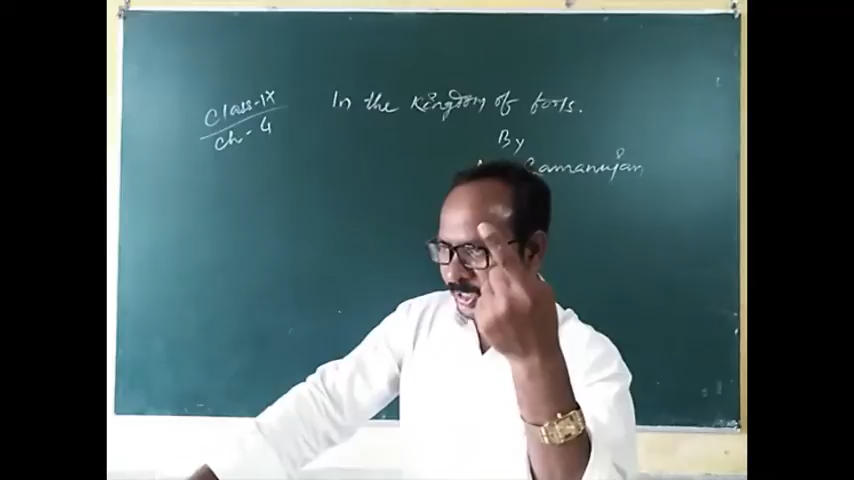 Class-IX
ch-4
In the Kingdom of fools.
By
Ramanujan